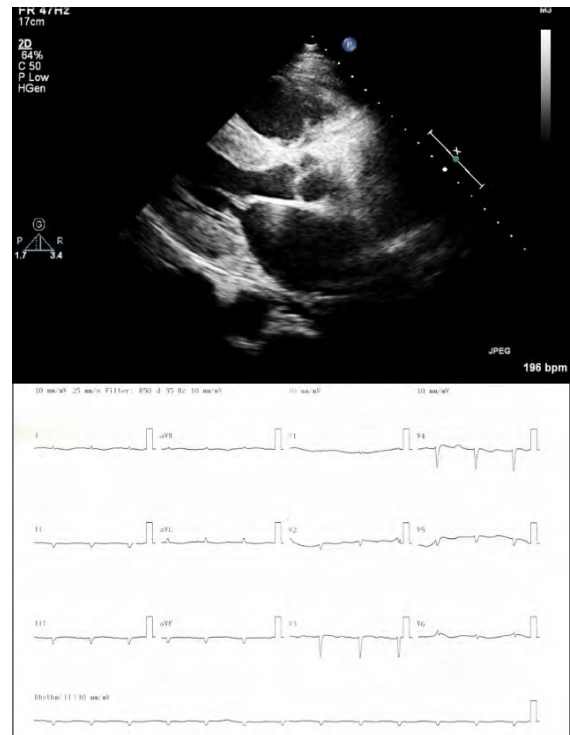 FR 47Hz
17cm
M3
2D
64%
C 50
P Low
HGen
P
G
P R
1.7 3.4
JPEG
196 bpm
10 mm/mV 25 mm/s Filter: H50 d 35 Hz 10 mm/mV 10 mm/mV 10 mm/mV
I aVR V1 V4
II aVL V2 V5
III aVF V3 V6
Rhythm(II)10 mm/mV